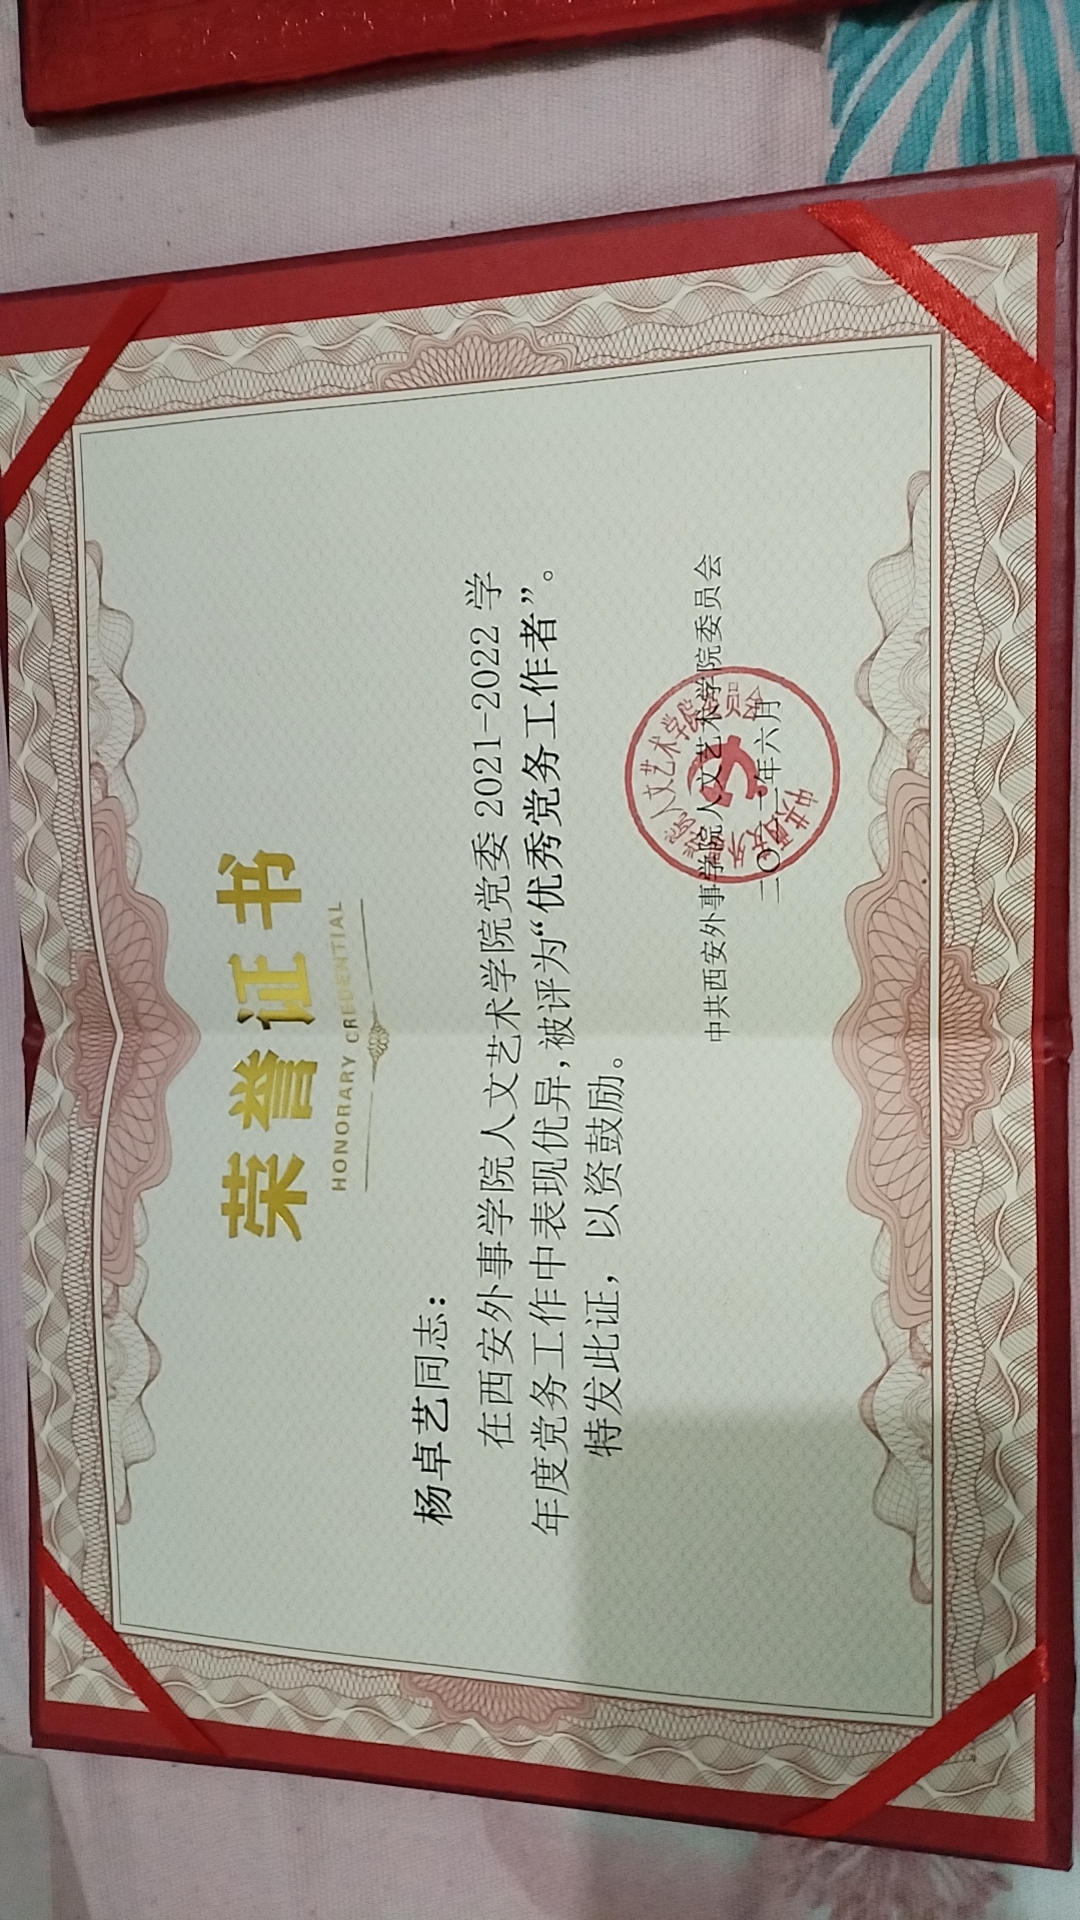 荣誉证书
HONORARY CREDENTIAL
杨卓艺同志：
在西安外事学院人文艺术学院党委 2021-2022 学
年度党务工作中表现优异，被评为“优秀党务工作者”。
特发此证，以资鼓励。
中共西安外事学院人文艺术学院委员会
二〇二二年六月